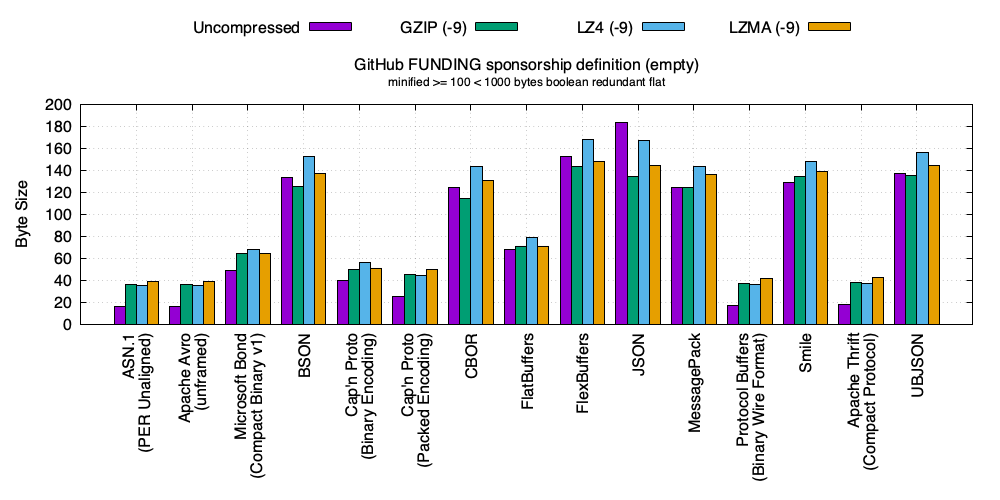 Uncompressed GZIP (-9) LZ4 (-9) LZMA (-9)
GitHub FUNDING sponsorship definition (empty)
minified >= 100 < 1000 bytes boolean redundant flat
Byte Size
200
180
160
140
120
100
80
60
40
20
0
ASN.1
(PER Unaligned)
Apache Avro
(unframed)
Microsoft Bond
(Compact Binary v1)
BSON
Cap'n Proto
(Binary Encoding)
Cap'n Proto
(Packed Encoding)
CBOR
FlatBuffers
FlexBuffers
JSON
MessagePack
Protocol Buffers
(Binary Wire Format)
Smile
Apache Thrift
(Compact Protocol)
UBJSON